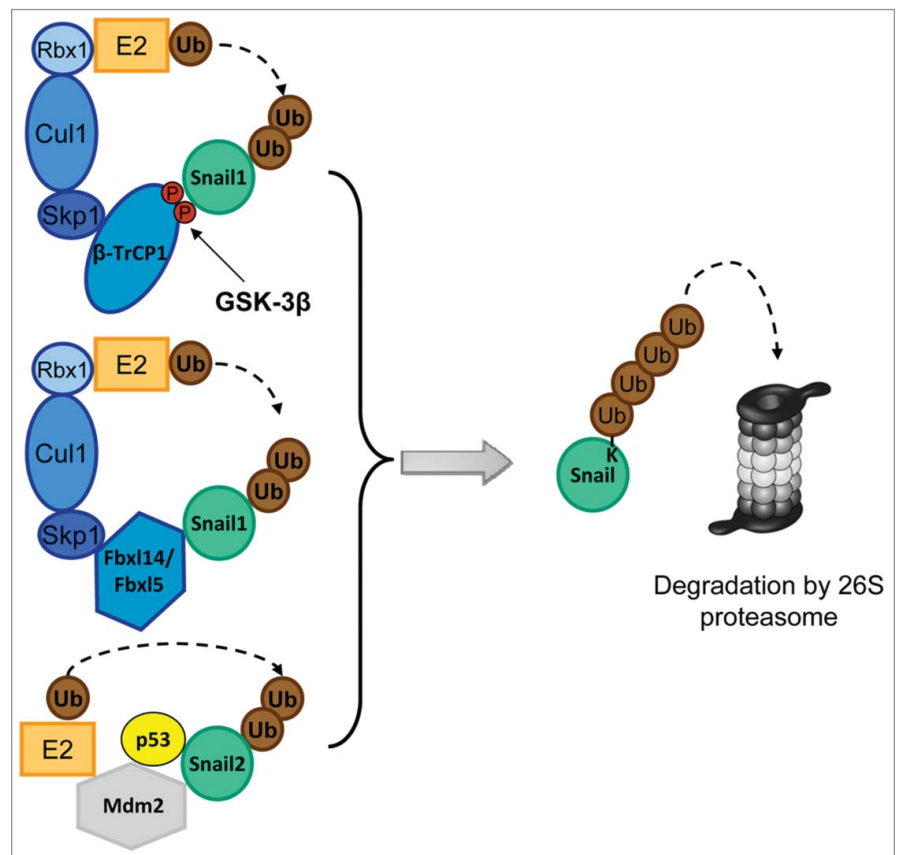 Rbx1
E2
Ub
Ub
Ub
Cul1
Snail1
P
P
Skp1
β-TrCP1
GSK-3β
Rbx1
E2
Ub
Cul1
Ub
Ub
Snail1
Skp1
Fbxl14/
Fbxl5
Ub
Ub
Ub
p53
E2
Snail2
Mdm2
Ub
Ub
Ub
Ub
K
Snail
Degradation by 26S
proteasome